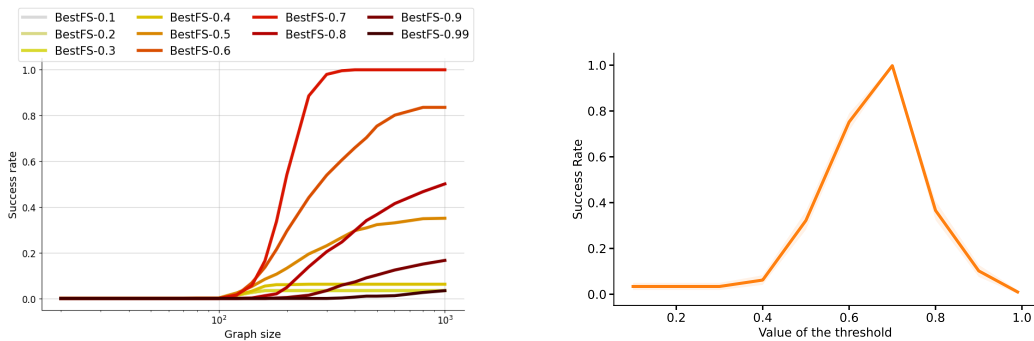 BestFS-0.1 BestFS-0.4 BestFS-0.7 BestFS-0.9
BestFS-0.2 BestFS-0.5 BestFS-0.8 BestFS-0.99
BestFS-0.3 BestFS-0.6
1.0
0.8
0.6
0.4
0.2
0.0
Success rate
10²
10³
Graph size
1.0
0.8
0.6
0.4
0.2
0.0
Success Rate
0.2 0.4 0.6 0.8 1.0
Value of the threshold